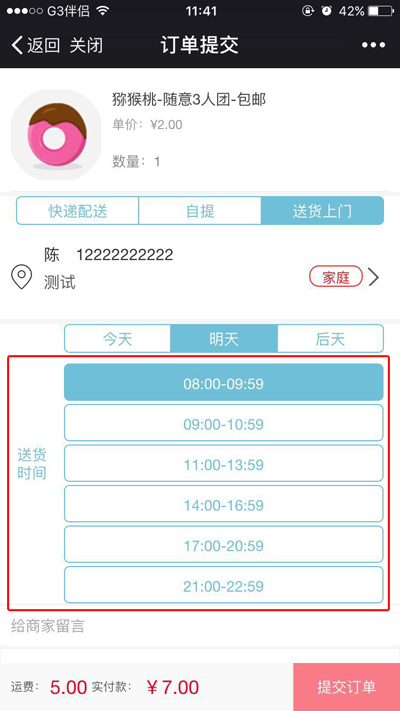 G3伴侣 11:41 42%
返回 关闭 订单提交
猕猴桃-随意3人团-包邮
单价：¥2.00
数量：1
快递配送 自提 送货上门
陈 12222222222
测试 家庭
今天 明天 后天
送货时间
08:00-09:59
09:00-10:59
11:00-13:59
14:00-16:59
17:00-20:59
21:00-22:59
给商家留言
运费：5.00 实付款：￥7.00 提交订单